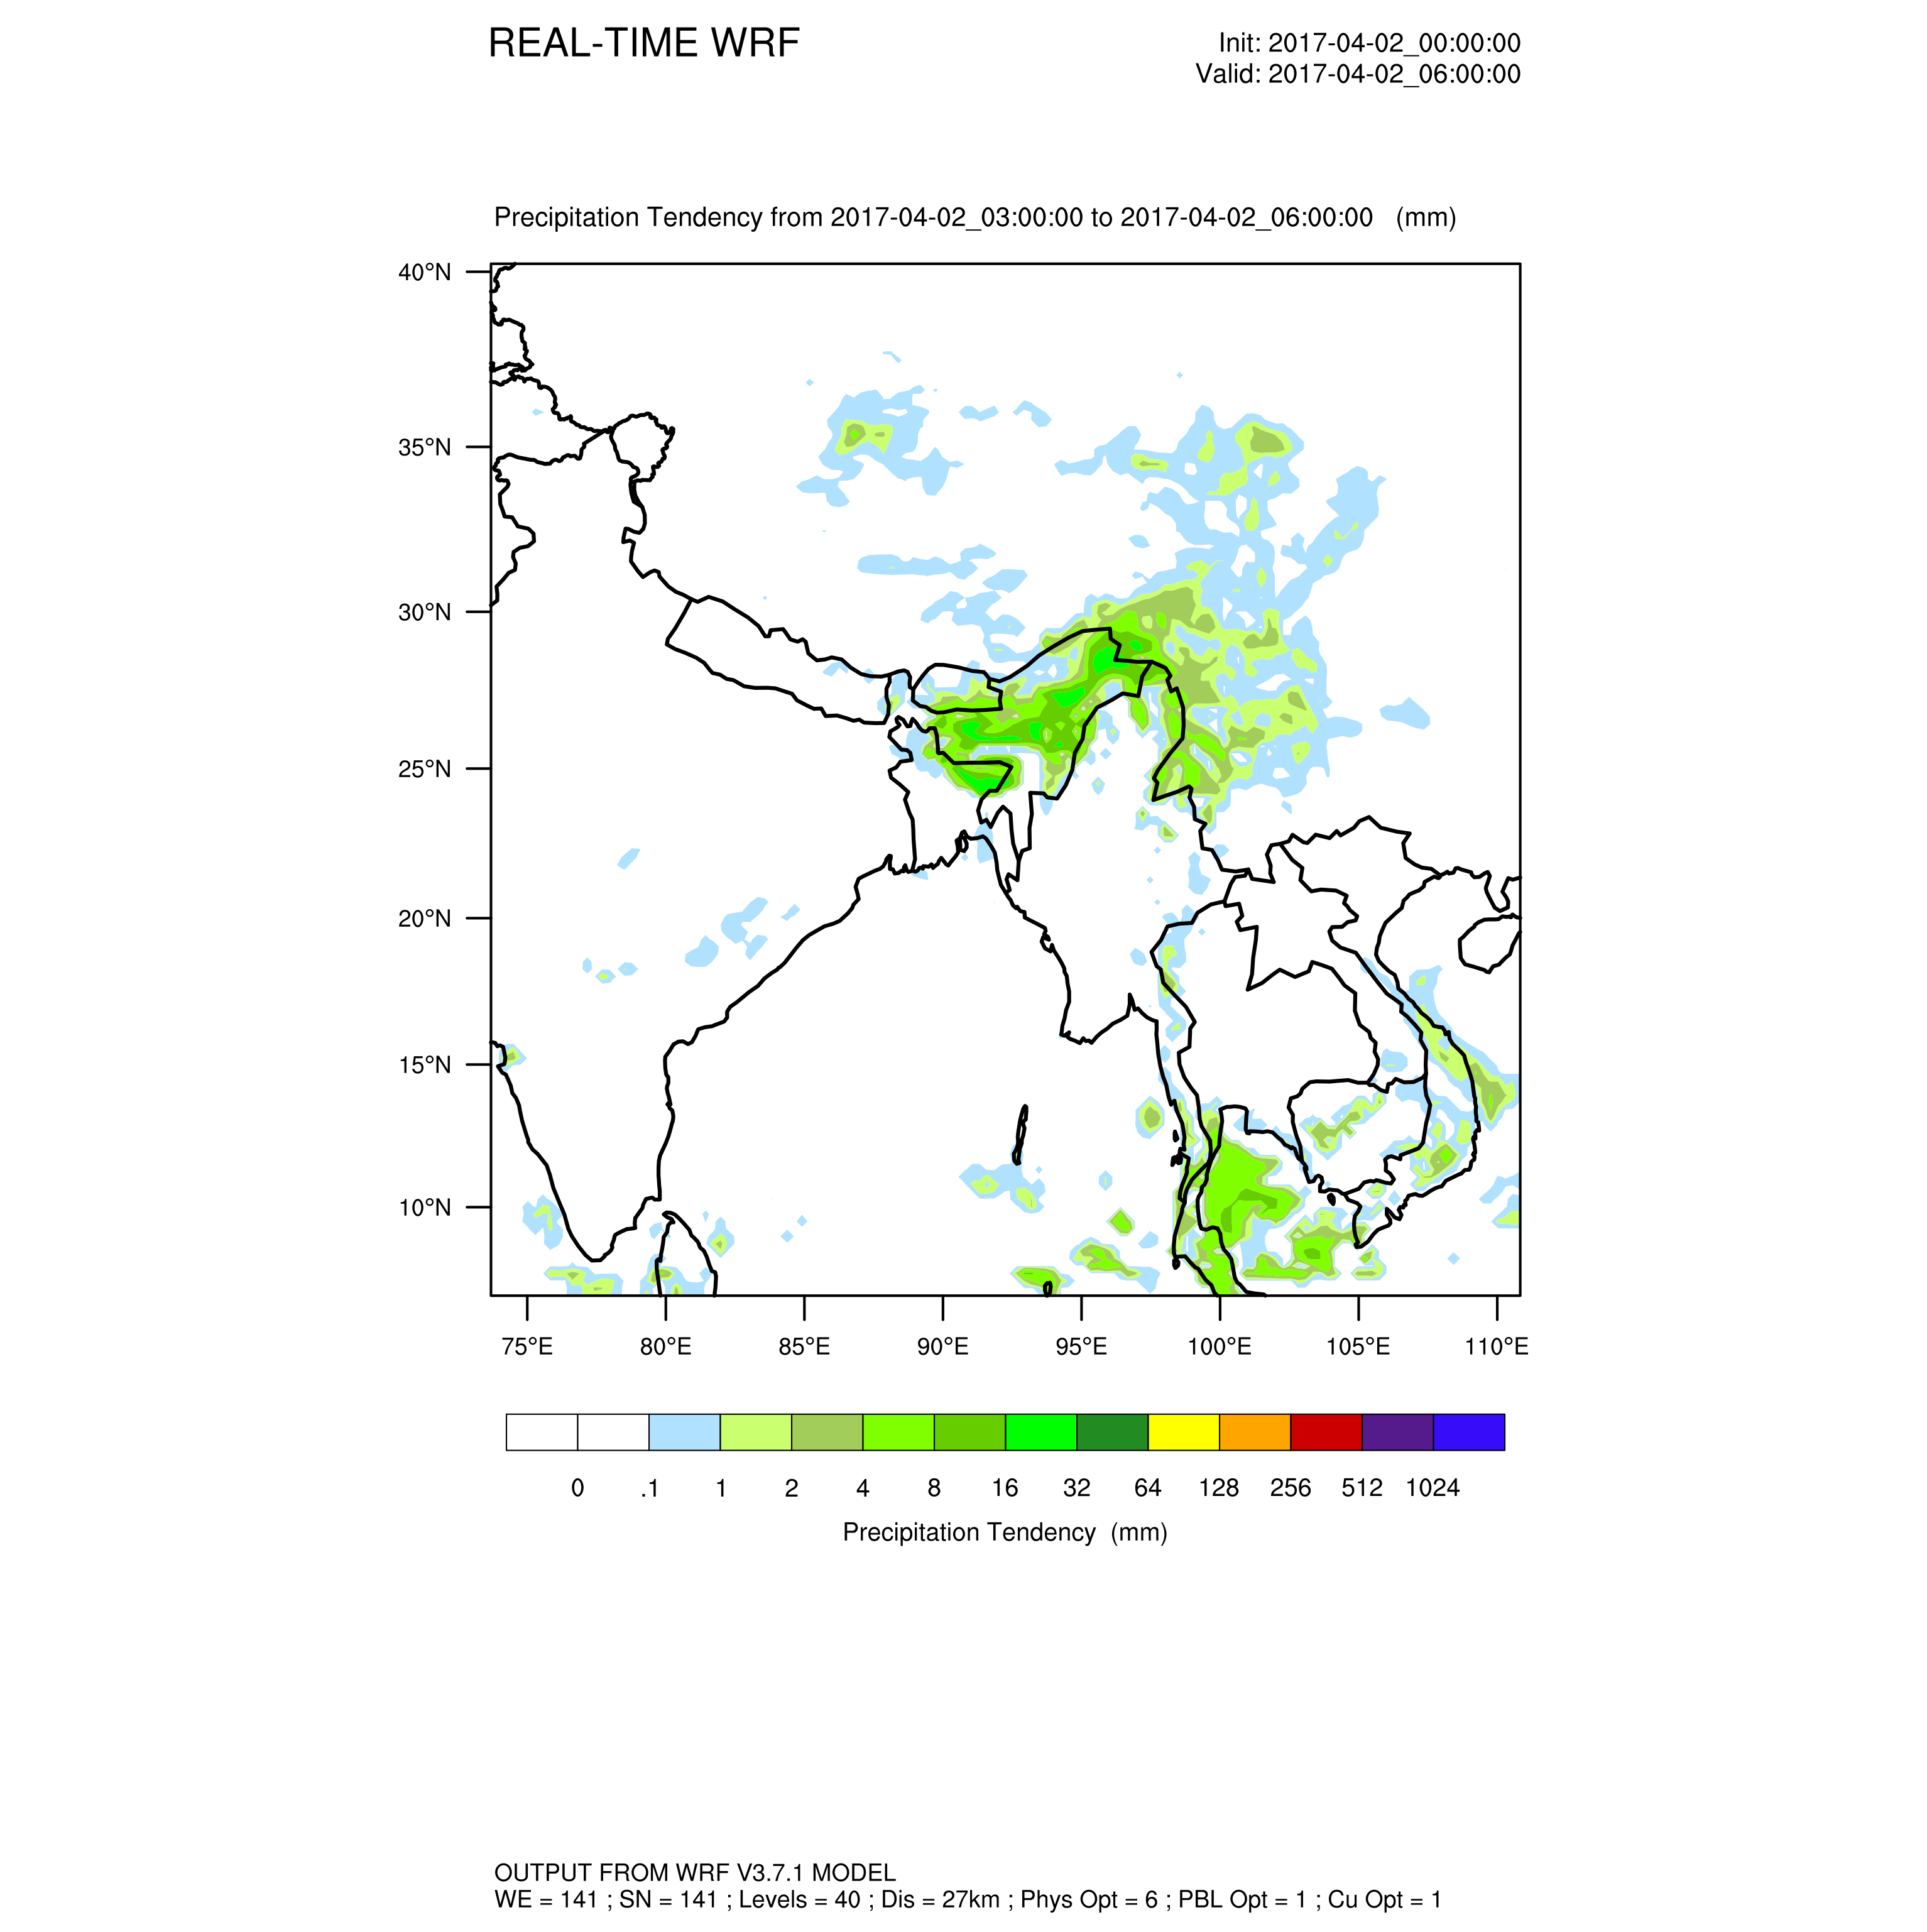 REAL-TIME WRF
Init: 2017-04-02_00:00:00
Valid: 2017-04-02_06:00:00
Precipitation Tendency from 2017-04-02_03:00:00 to 2017-04-02_06:00:00 (mm)
40°N
35°N
30°N
25°N
20°N
15°N
10°N
75°E 80°E 85°E 90°E 95°E 100°E 105°E 110°E
0 .1 1 2 4 8 16 32 64 128 256 512 1024
Precipitation Tendency (mm)
OUTPUT FROM WRF V3.7.1 MODEL
WE = 141 ; SN = 141 ; Levels = 40 ; Dis = 27km ; Phys Opt = 6 ; PBL Opt = 1 ; Cu Opt = 1